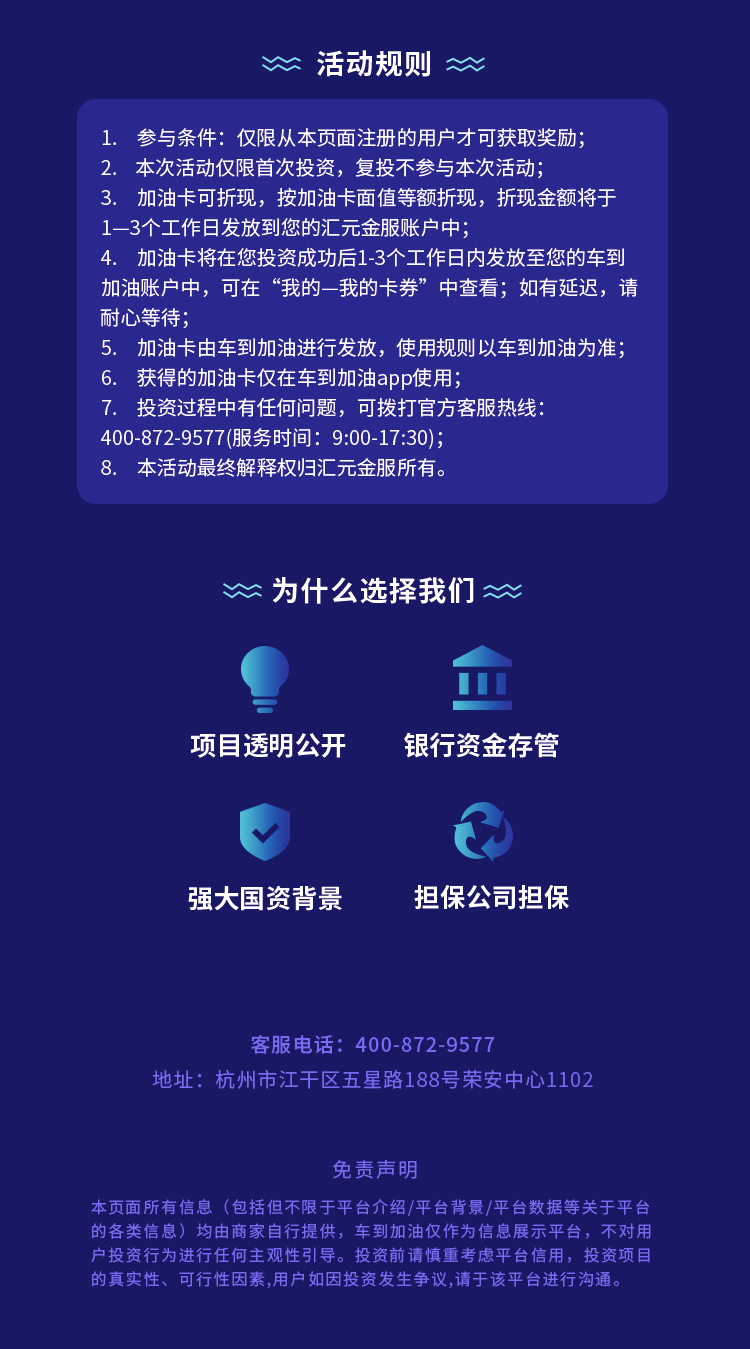 活动规则
1. 参与条件：仅限从本页面注册的用户才可获取奖励；
2. 本次活动仅限首次投资，复投不参与本次活动；
3. 加油卡可折现，按加油卡面值等额折现，折现金额将于
1—3个工作日发放到您的汇元金服账户中；
4. 加油卡将在您投资成功后1-3个工作日内发放至您的车到
加油账户中，可在“我的—我的卡券”中查看；如有延迟，请
耐心等待；
5. 加油卡由车到加油进行发放，使用规则以车到加油为准；
6. 获得的加油卡仅在车到加油app使用；
7. 投资过程中有任何问题，可拨打官方客服热线：
400-872-9577(服务时间：9:00-17:30)；
8. 本活动最终解释权归汇元金服所有。
为什么选择我们
项目透明公开
银行资金存管
强大国资背景
担保公司担保
客服电话：400-872-9577
地址：杭州市江干区五星路188号荣安中心1102
免责声明
本页面所有信息（包括但不限于平台介绍/平台背景/平台数据等关于平台
的各类信息）均由商家自行提供，车到加油仅作为信息展示平台，不对用
户投资行为进行任何主观性引导。投资前请慎重考虑平台信用，投资项目
的真实性、可行性因素,用户如因投资发生争议,请于该平台进行沟通。